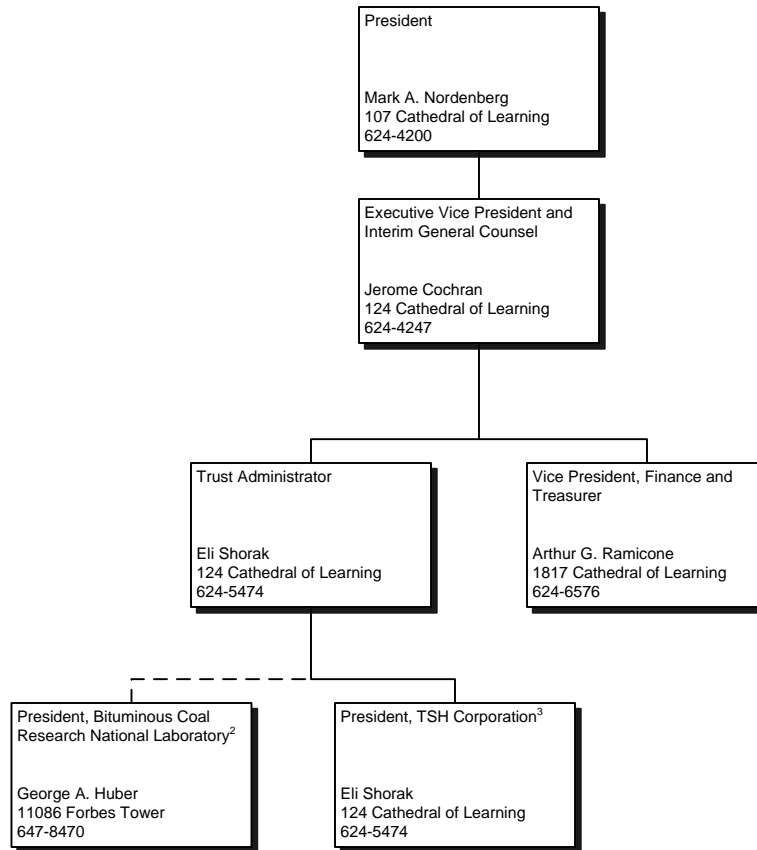 President
Mark A. Nordenberg
107 Cathedral of Learning
624-4200
Executive Vice President and
Interim General Counsel
Jerome Cochran
124 Cathedral of Learning
624-4247
Trust Administrator
Eli Shorak
124 Cathedral of Learning
624-5474
Vice President, Finance and
Treasurer
Arthur G. Ramicone
1817 Cathedral of Learning
624-6576
President, Bituminous Coal
Research National Laboratory²
George A. Huber
11086 Forbes Tower
647-8470
President, TSH Corporation³
Eli Shorak
124 Cathedral of Learning
624-5474